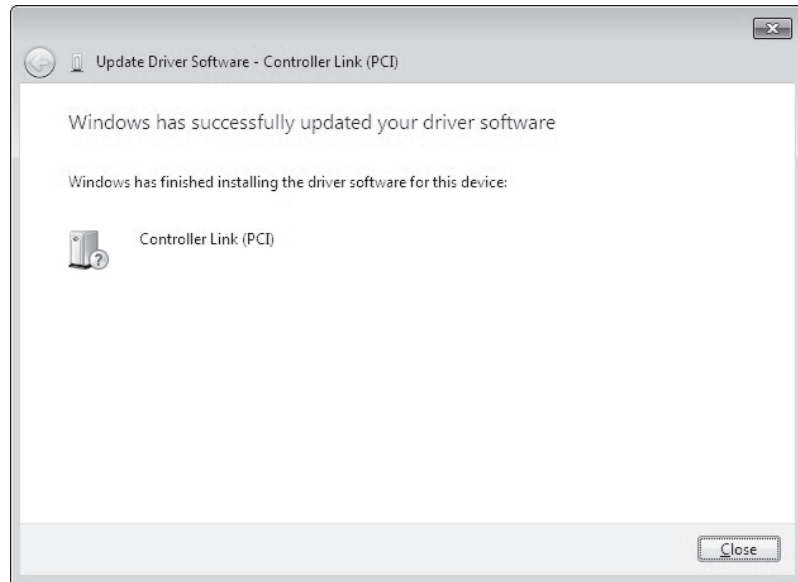 Update Driver Software - Controller Link (PCI)
Windows has successfully updated your driver software
Windows has finished installing the driver software for this device:
Controller Link (PCI)
?
Close